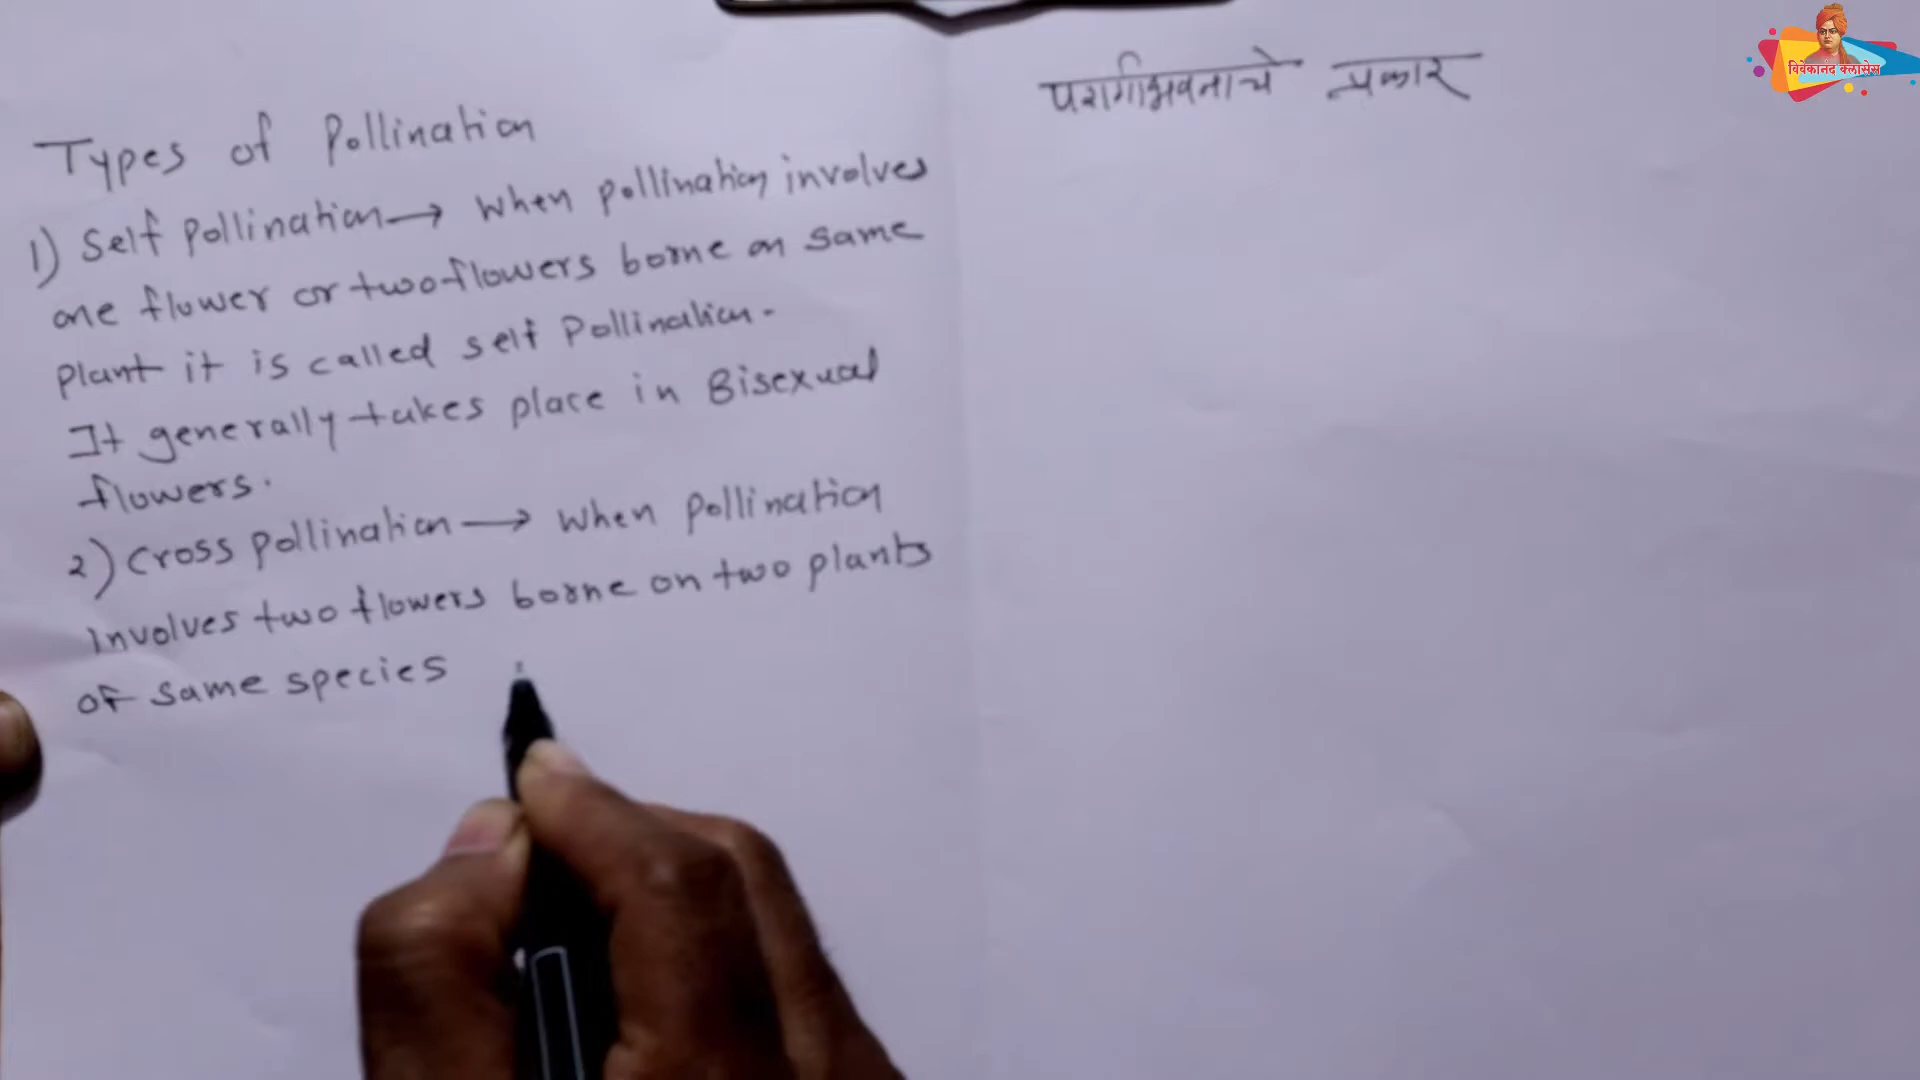 Types of Pollination
1) Self pollination → When pollination involves
one flower or two flowers borne on same
plant it is called self Pollination.
It generally takes place in Bisexual
flowers.
2) Cross pollination → When pollination
involves two flowers borne on two plants
of same species
परागीभवनाचे प्रकार
विवेकानंद क्लासेस